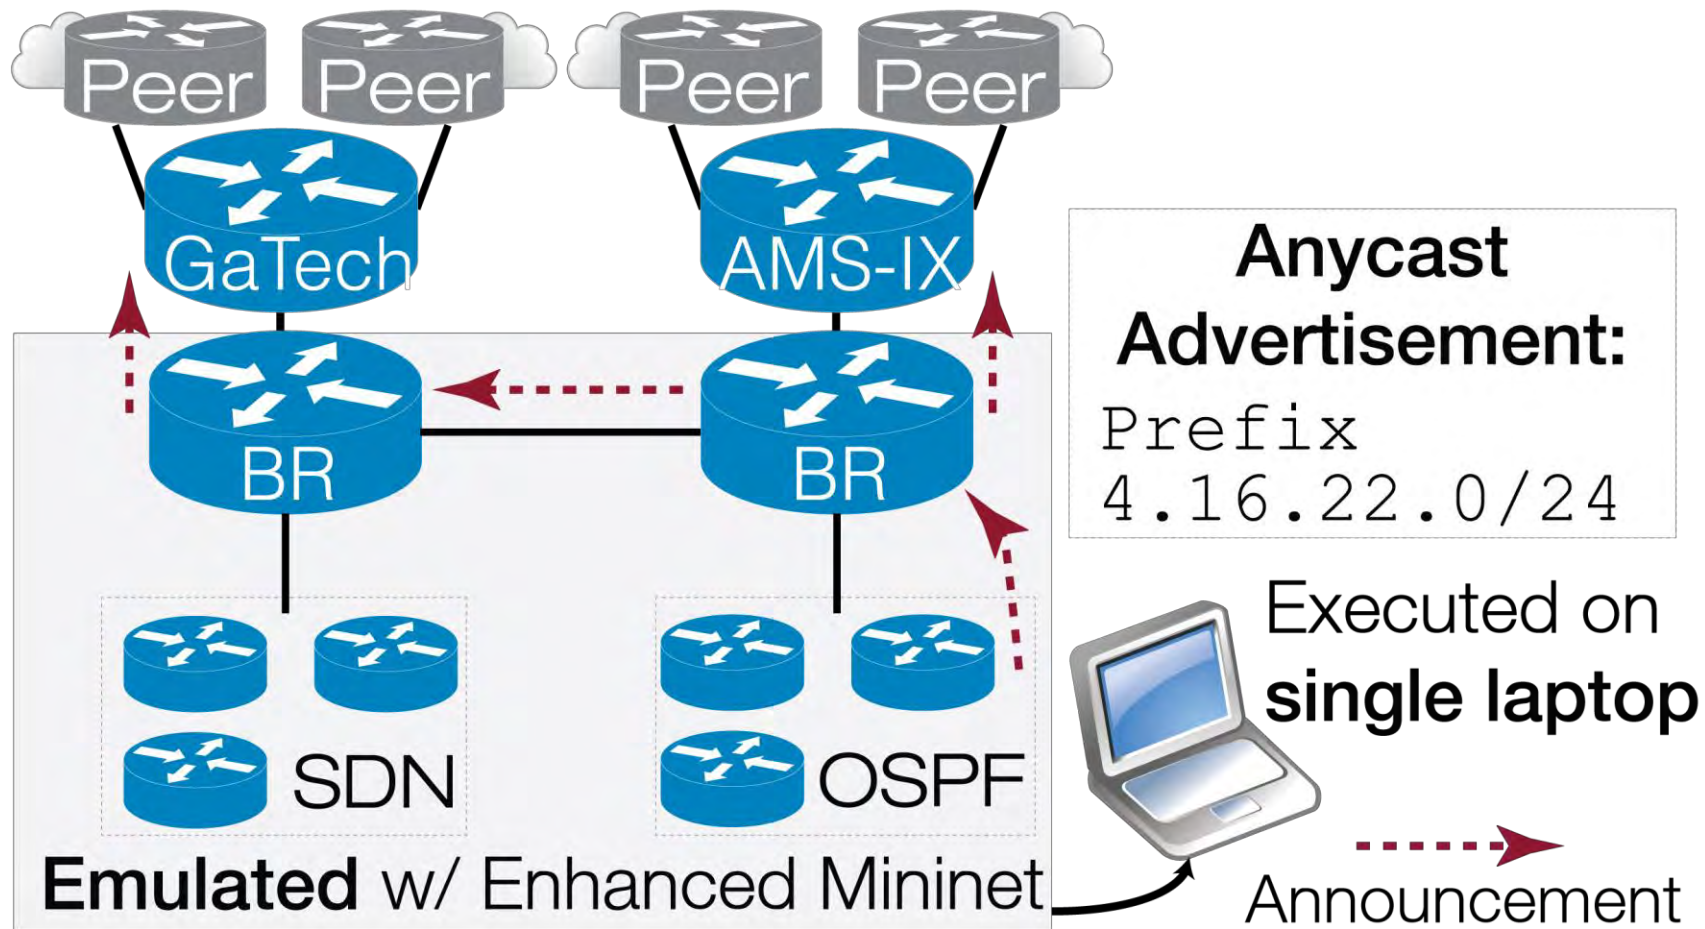 Peer
Peer
Peer
Peer
GaTech
AMS-IX
BR
BR
SDN
OSPF
Emulated w/ Enhanced Mininet
Anycast
Advertisement:
Prefix
4.16.22.0/24
Executed on
single laptop
Announcement